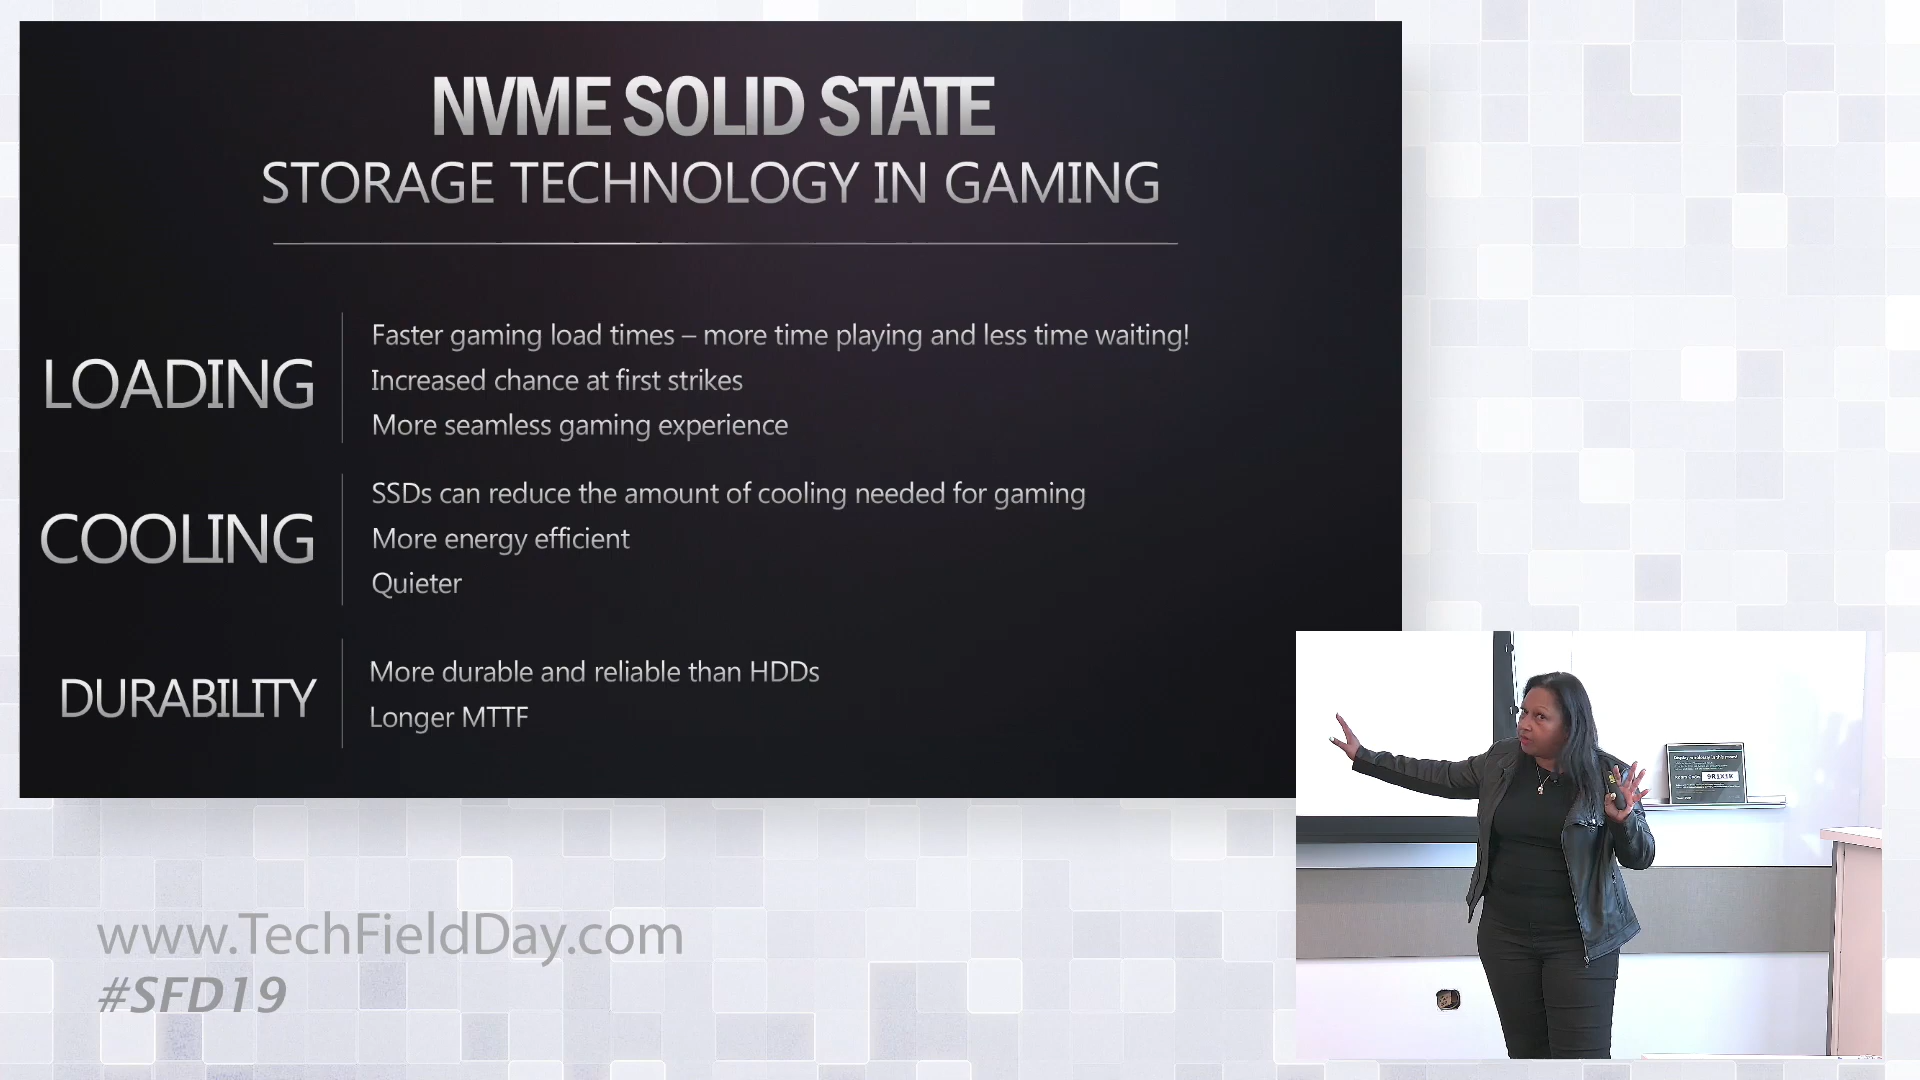 NVME SOLID STATE
STORAGE TECHNOLOGY IN GAMING
LOADING
Faster gaming load times – more time playing and less time waiting!
Increased chance at first strikes
More seamless gaming experience
COOLING
SSDs can reduce the amount of cooling needed for gaming
More energy efficient
Quieter
DURABILITY
More durable and reliable than HDDs
Longer MTTF
www.TechFieldDay.com
#SFD19
9R1X1K